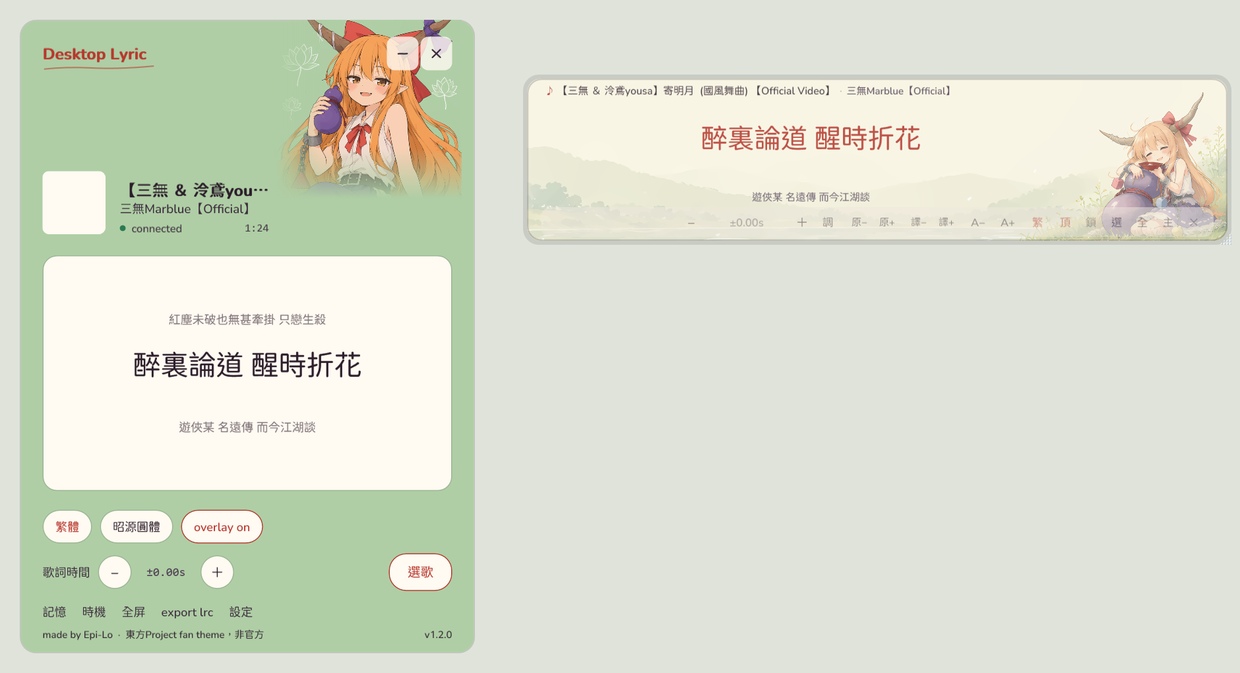 Desktop Lyric
− ×
【三無 & 泠鳶you…
三無Marblue【Official】
connected 1:24
紅塵未破也無甚牽掛 只戀生殺
醉裏論道 醒時折花
遊俠某 名遠傳 而今江湖談
繁體 昭源圓體 overlay on
歌詞時間 − ±0.00s + 選歌
記憶 時機 全屏 export lrc 設定
made by Epi-Lo · 東方Project fan theme，非官方 v1.2.0
♪ 【三無 & 泠鳶yousa】寄明月 (國風舞曲) 【Official Video】 · 三無Marblue【Official】
醉裏論道 醒時折花
遊俠某 名遠傳 而今江湖談
− ±0.00s + 調 原− 原+ 譯− 譯+ A− A+ 繁 頂 鎖 選 全 主 ×